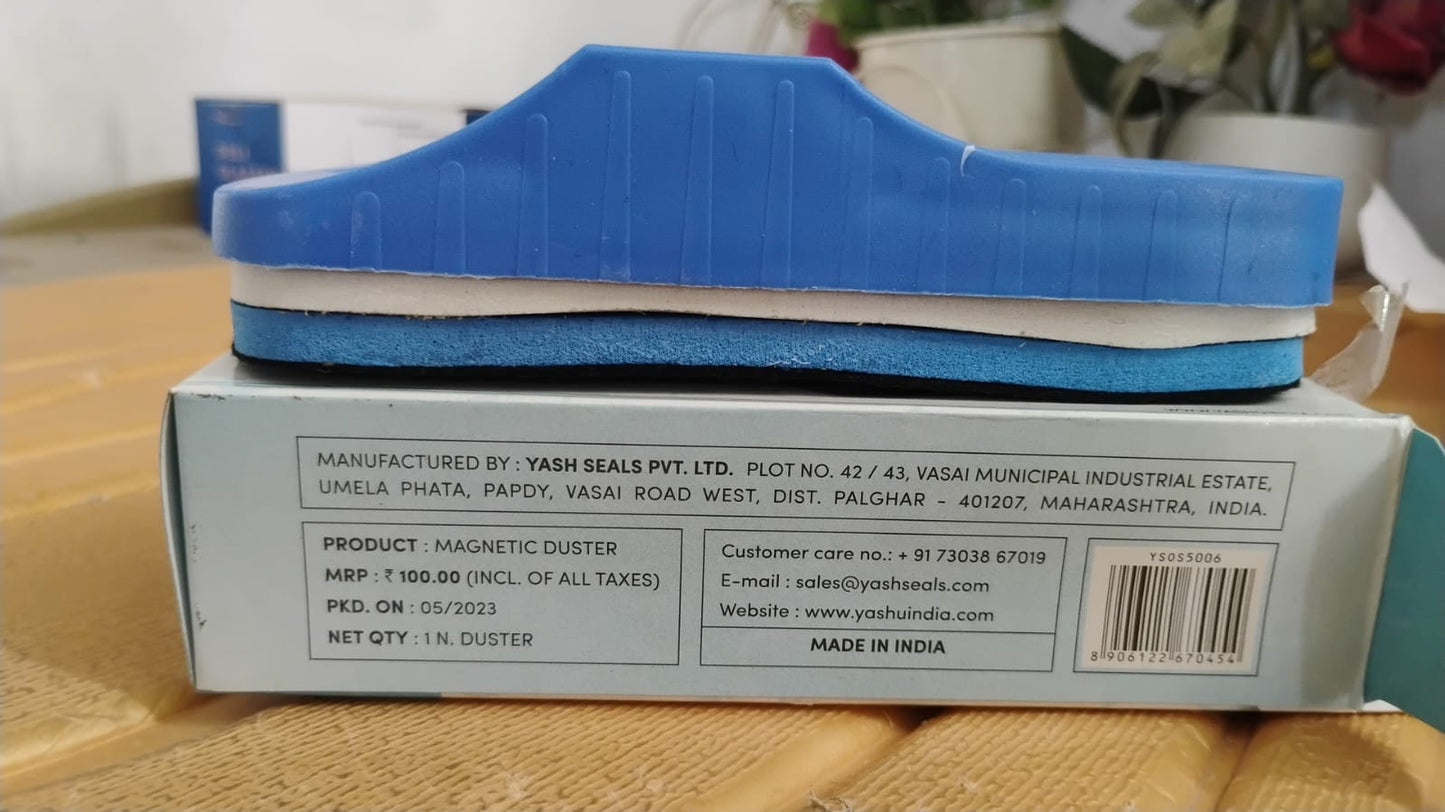 MANUFACTURED BY : YASH SEALS PVT. LTD. PLOT NO. 42 / 43, VASAI MUNICIPAL INDUSTRIAL ESTATE,
UMELA PHATA, PAPDY, VASAI ROAD WEST, DIST. PALGHAR - 401207, MAHARASHTRA, INDIA.
PRODUCT : MAGNETIC DUSTER
MRP : ₹ 100.00 (INCL. OF ALL TAXES)
PKD. ON : 05/2023
NET QTY : 1 N. DUSTER
Customer care no.: + 91 73038 67019
E-mail : sales@yashseals.com
Website : www.yashuindia.com
MADE IN INDIA
YSOS5006
8 906122 670454